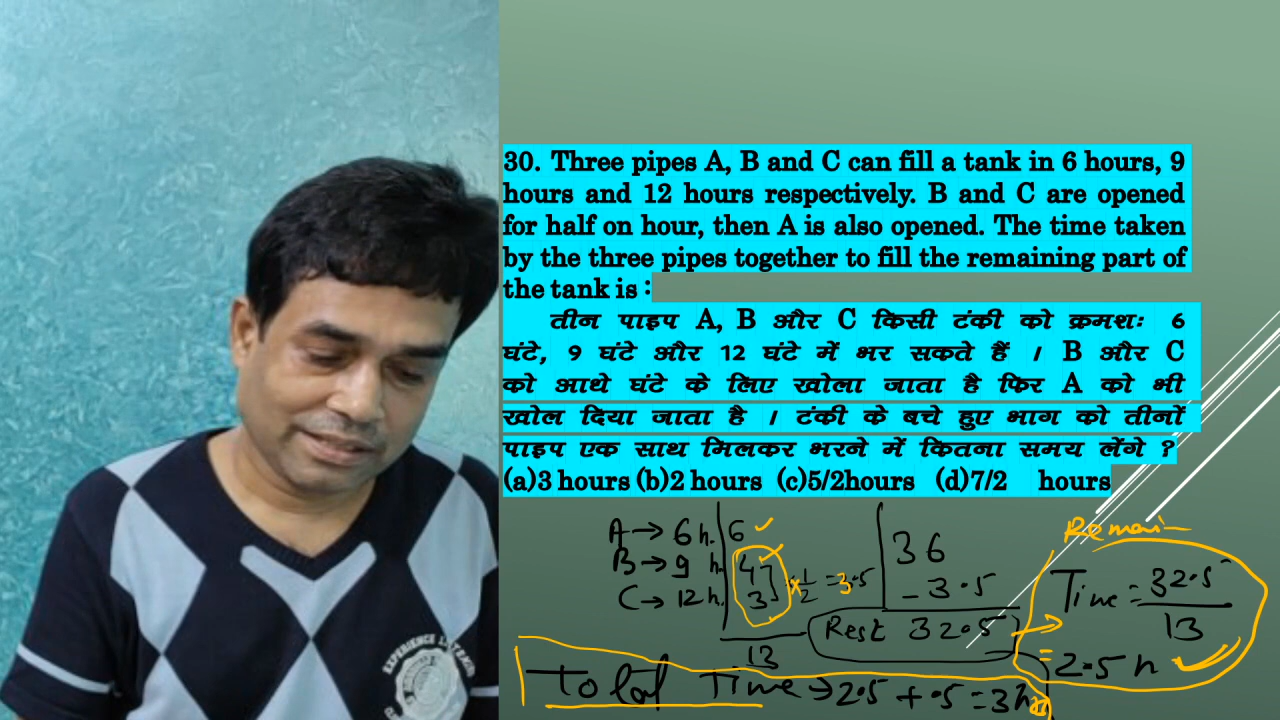 30. Three pipes A, B and C can fill a tank in 6 hours, 9
hours and 12 hours respectively. B and C are opened
for half on hour, then A is also opened. The time taken
by the three pipes together to fill the remaining part of
the tank is :
तीन पाइप A, B और C किसी टंकी को क्रमशः 6
घंटे, 9 घंटे और 12 घंटे में भर सकते हैं । B और C
को आधे घंटे के लिए खोला जाता है फिर A को भी
खोल दिया जाता है । टंकी के बचे हुए भाग को तीनों
पाइप एक साथ मिलकर भरने में कितना समय लेंगे ?
(a)3 hours (b)2 hours (c)5/2hours (d)7/2 hours
A → 6 h. 6
B → 9 h. 4
C → 12 h. 3
13
× 1/2 = 3.5
36
- 3.5
Rest 32.5
Remain
Time = 32.5
13
= 2.5 h
Total Time → 2.5 + .5 = 3h